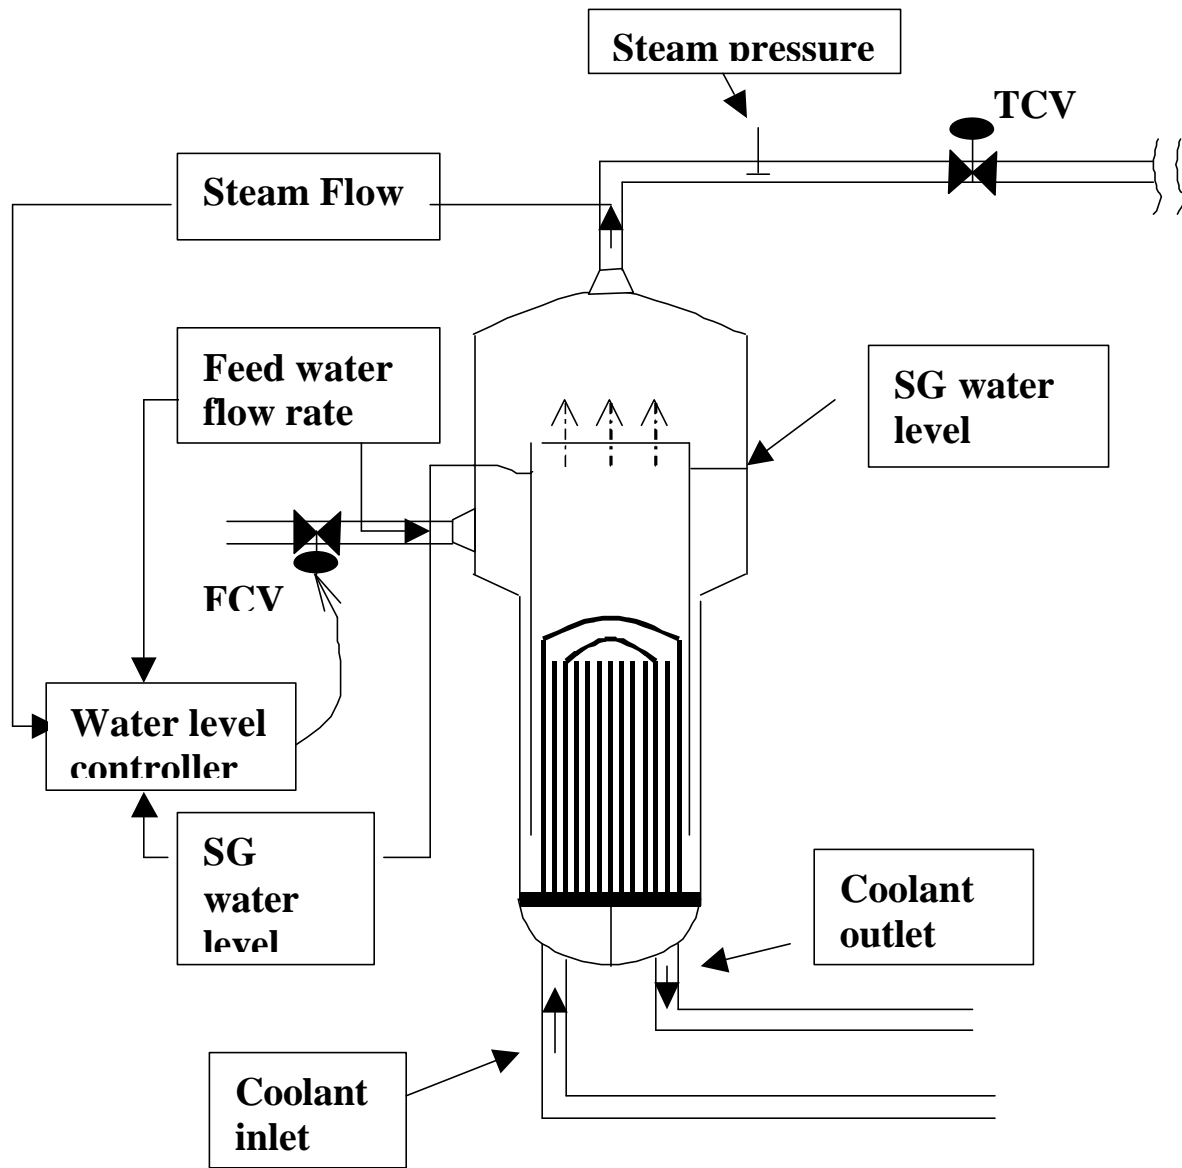 Steam pressure
TCV
Steam Flow
Feed water
flow rate
SG water
level
FCV
Water level
controller
SG
water
level
Coolant
outlet
Coolant
inlet